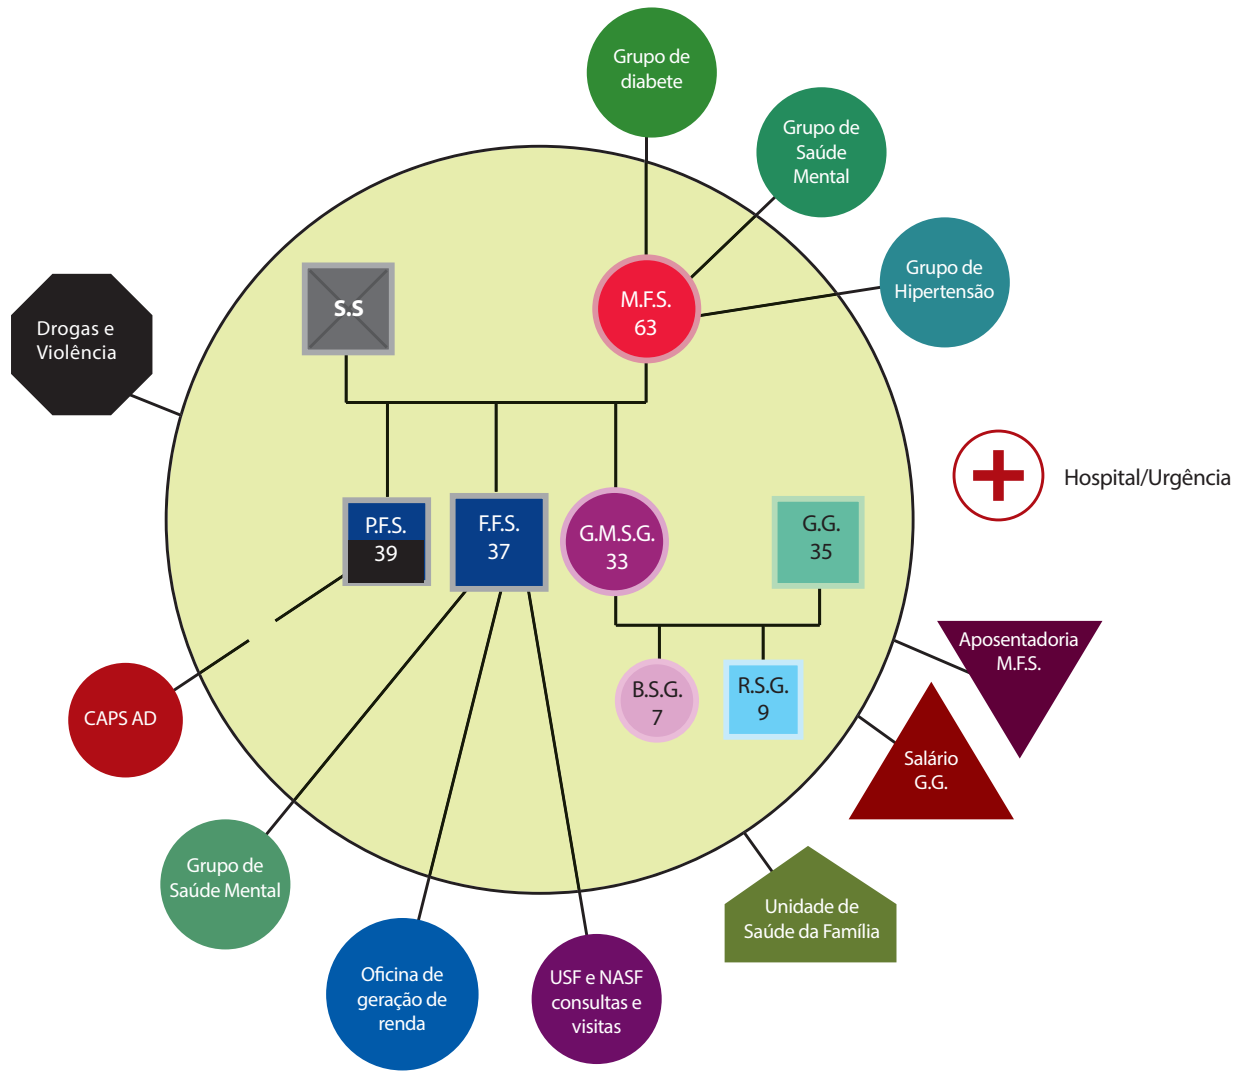 Grupo de
diabete
Grupo de
Saúde
Mental
Grupo de
Hipertensão
S.S
M.F.S.
63
Drogas e
Violência
Hospital/Urgência
P.F.S.
39
F.F.S.
37
G.M.S.G.
33
G.G.
35
B.S.G.
7
R.S.G.
9
Aposentadoria
M.F.S.
Salário
G.G.
CAPS AD
Grupo de
Saúde Mental
Unidade de
Saúde da Família
Oficina de
geração de
renda
USF e NASF
consultas e
visitas